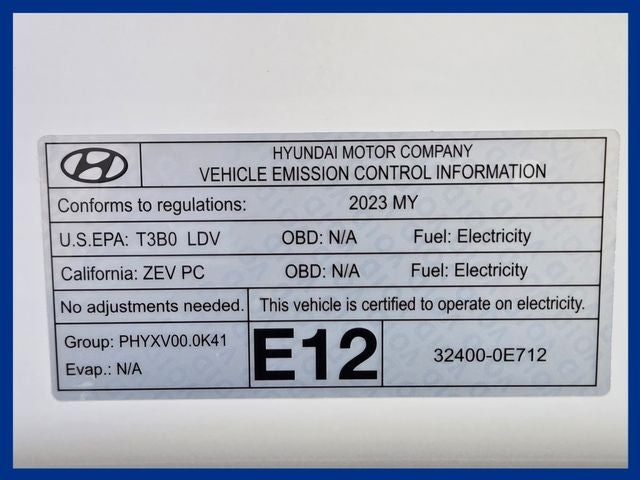 HYUNDAI MOTOR COMPANY
VEHICLE EMISSION CONTROL INFORMATION
Conforms to regulations: 2023 MY
U.S.EPA: T3B0 LDV OBD: N/A Fuel: Electricity
California: ZEV PC OBD: N/A Fuel: Electricity
No adjustments needed. This vehicle is certified to operate on electricity.
Group: PHYXV00.0K41
Evap.: N/A
E12
32400-0E712